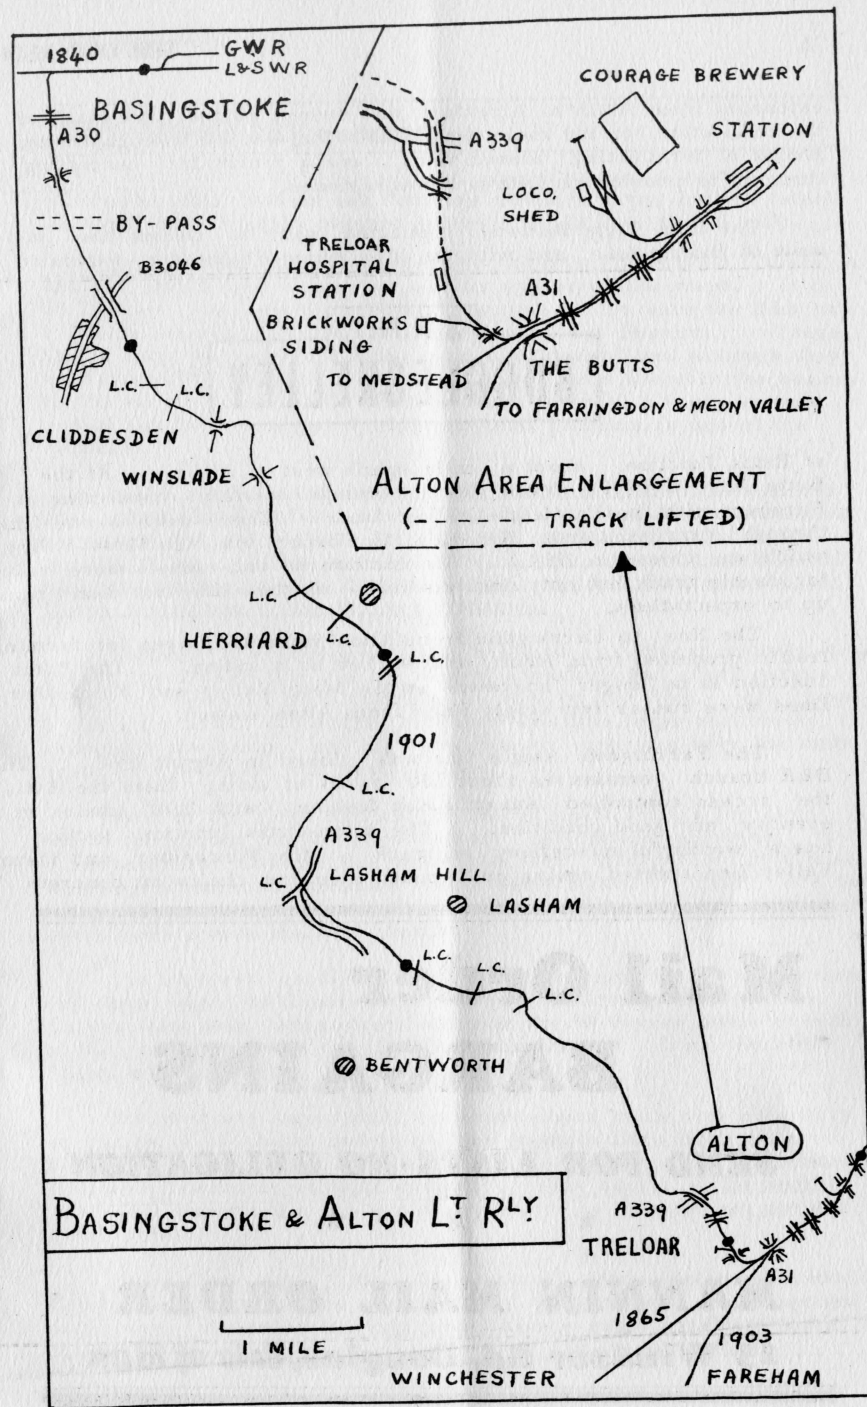 1840
GWR
L&SWR
BASINGSTOKE
A30
BY-PASS
B3046
L.C.
L.C.
CLIDDESDEN
WINSLADE
COURAGE BREWERY
STATION
A339
LOCO.
SHED
TRELOAR
HOSPITAL
STATION
A31
BRICKWORKS
SIDING
THE BUTTS
TO MEDSTEAD
TO FARRINGDON & MEON VALLEY
ALTON AREA ENLARGEMENT
(------ TRACK LIFTED)
L.C.
HERRIARD
L.C.
L.C.
1901
L.C.
A339
L.C.
LASHAM HILL
LASHAM
L.C.
L.C.
L.C.
BENTWORTH
ALTON
A339
TRELOAR
A31
1865
1903
WINCHESTER
FAREHAM
BASINGSTOKE & ALTON LT RLY
1 MILE